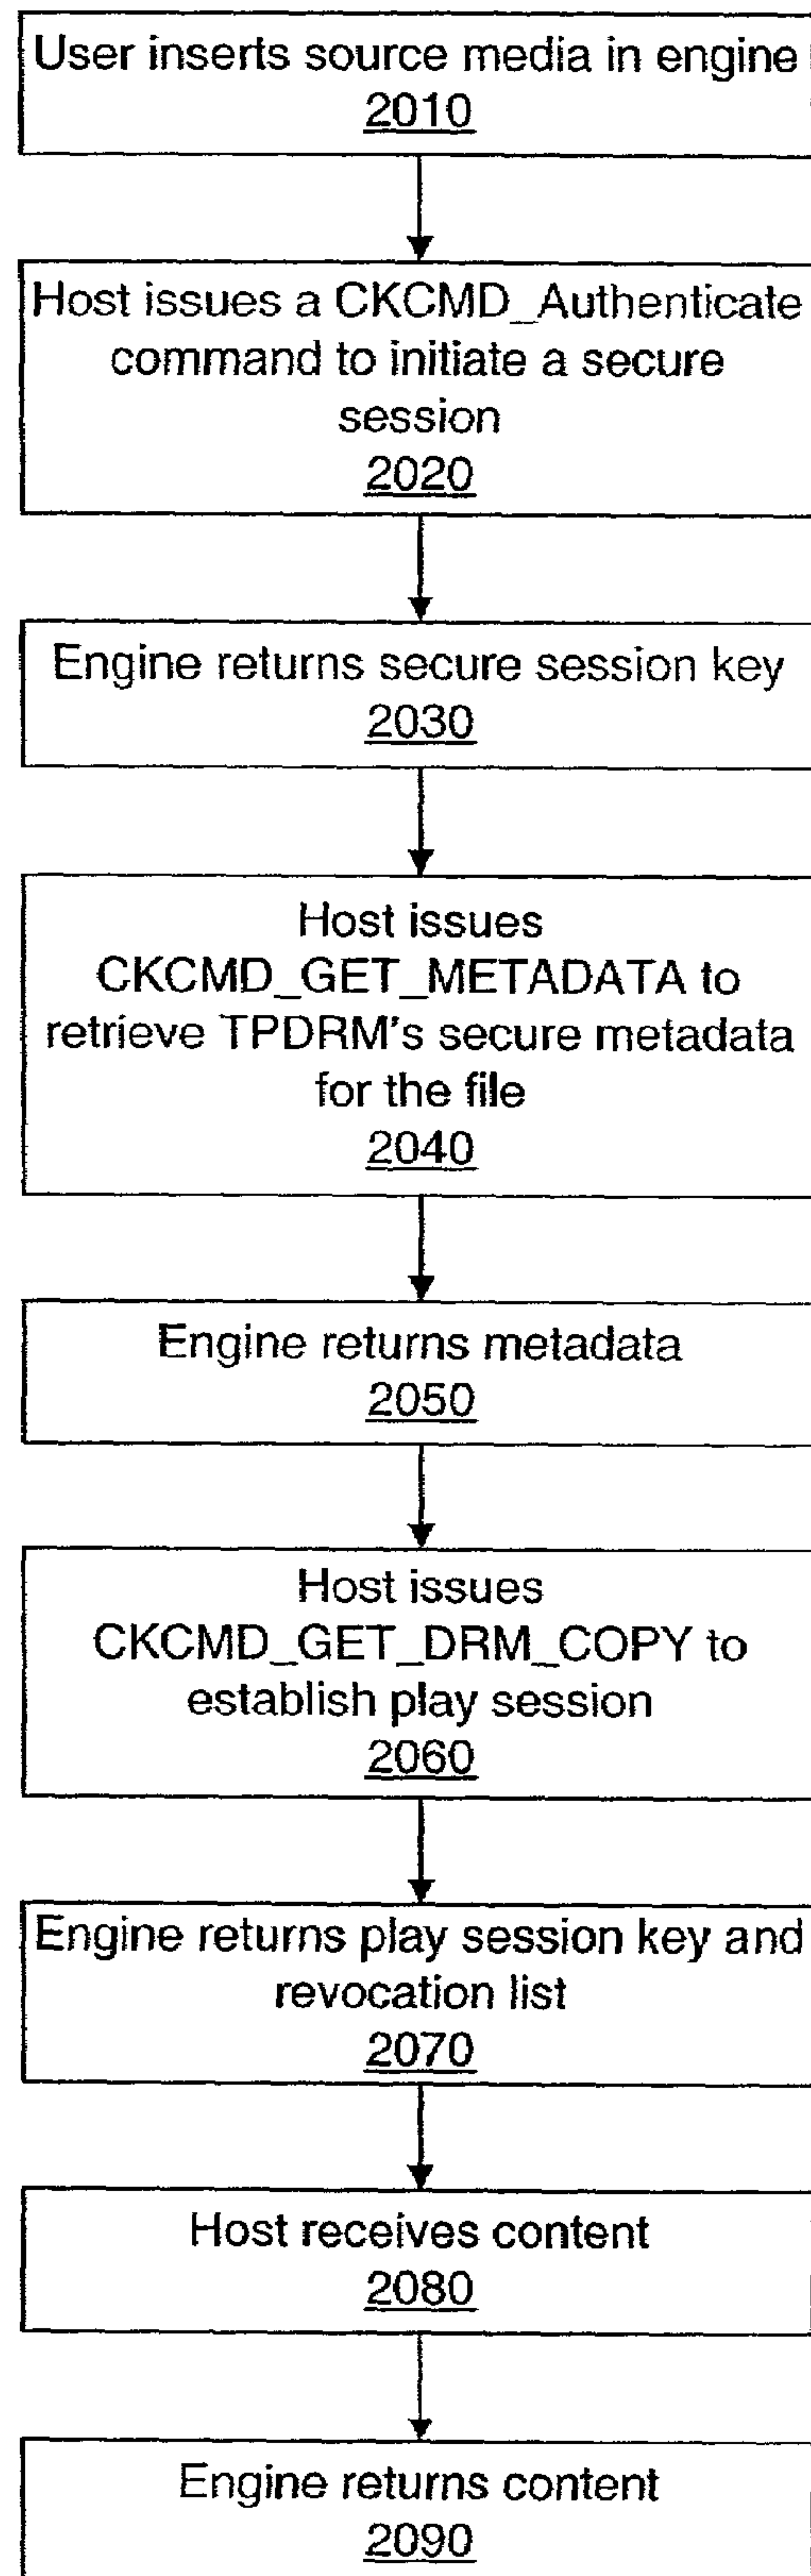 User inserts source media in engine
2010
Host issues a CKCMD_Authenticate
command to initiate a secure
session
2020
Engine returns secure session key
2030
Host issues
CKCMD_GET_METADATA to
retrieve TPDRM's secure metadata
for the file
2040
Engine returns metadata
2050
Host issues
CKCMD_GET_DRM_COPY to
establish play session
2060
Engine returns play session key and
revocation list
2070
Host receives content
2080
Engine returns content
2090